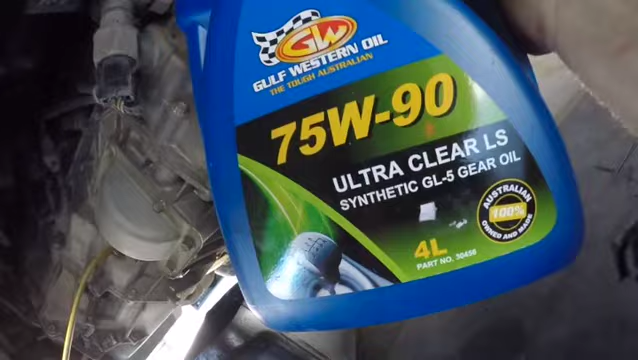 GW
GULF WESTERN OIL
THE TOUGH AUSTRALIAN
75W-90
ULTRA CLEAR LS
SYNTHETIC GL-5 GEAR OIL
AUSTRALIAN
100%
OWNED AND MADE
4L
PART NO. 30450